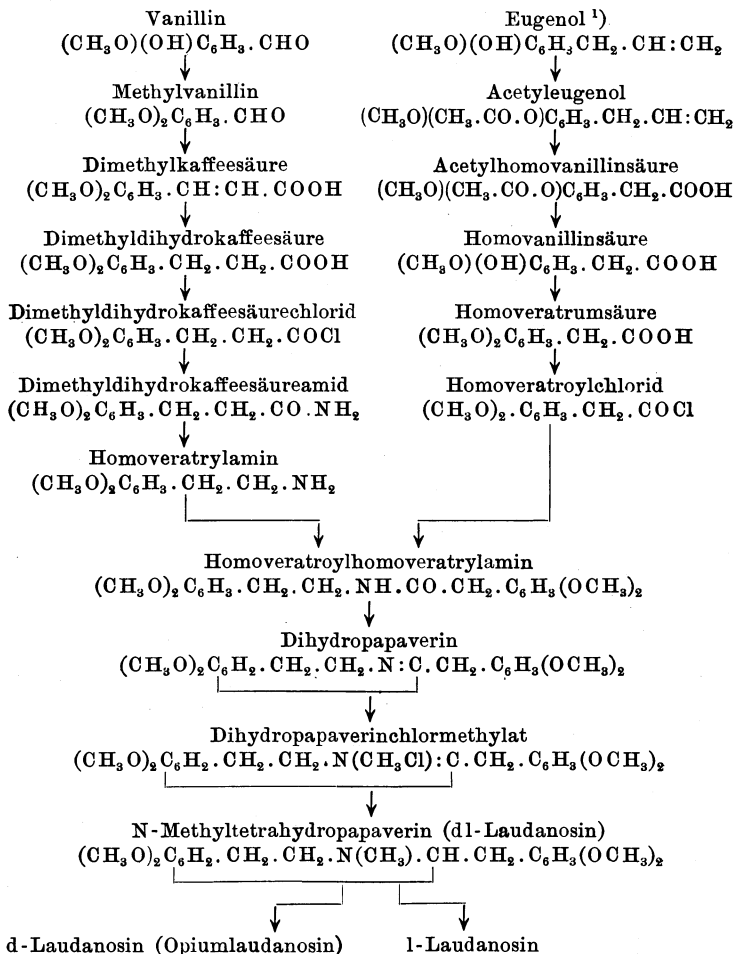 Vanillin
(CH₃O)(OH)C₆H₃.CHO
Methylvanillin
(CH₃O)₂C₆H₃.CHO
Dimethylkaffeesäure
(CH₃O)₂C₆H₃.CH:CH.COOH
Dimethyldihydrokaffeesäure
(CH₃O)₂C₆H₃.CH₂.CH₂.COOH
Dimethyldihydrokaffeesäurechlorid
(CH₃O)₂C₆H₃.CH₂.CH₂.COCl
Dimethyldihydrokaffeesäureamid
(CH₃O)₂C₆H₃.CH₂.CH₂.CO.NH₂
Homoveratrylamin
(CH₃O)₂C₆H₃.CH₂.CH₂.NH₂
Eugenol ¹)
(CH₃O)(OH)C₆H₃CH₂.CH:CH₂
Acetyleugenol
(CH₃O)(CH₃.CO.O)C₆H₃.CH₂.CH:CH₂
Acetylhomovanillinsäure
(CH₃O)(CH₃.CO.O)C₆H₃.CH₂.COOH
Homovanillinsäure
(CH₃O)(OH)C₆H₃.CH₂.COOH
Homoveratrumsäure
(CH₃O)₂C₆H₃.CH₂.COOH
Homoveratroylchlorid
(CH₃O)₂.C₆H₃.CH₂.COCl
Homoveratroylhomoveratrylamin
(CH₃O)₂C₆H₃.CH₂.CH₂.NH.CO.CH₂.C₆H₃(OCH₃)₂
Dihydropapaverin
(CH₃O)₂C₆H₂.CH₂.CH₂.N:C.CH₂.C₆H₃(OCH₃)₂
Dihydropapaverinchlormethylat
(CH₃O)₂C₆H₂.CH₂.CH₂.N(CH₃Cl):C.CH₂.C₆H₃(OCH₃)₂
N-Methyltetrahydropapaverin (dl-Laudanosin)
(CH₃O)₂C₆H₂.CH₂.CH₂.N(CH₃).CH.CH₂.C₆H₃(OCH₃)₂
d-Laudanosin (Opiumlaudanosin)
l-Laudanosin